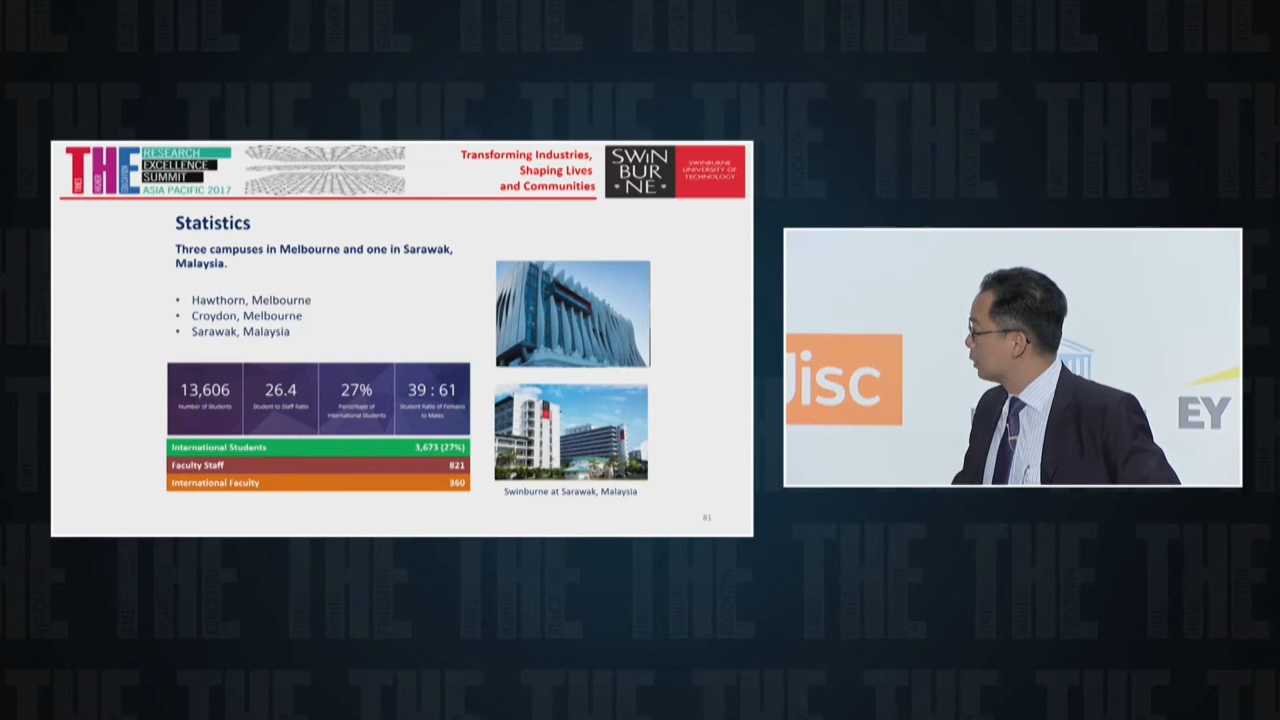 THE
TIMES
HIGHER
EDUCATION
RESEARCH
EXCELLENCE
SUMMIT
ASIA PACIFIC 2017
Transforming Industries,
Shaping Lives
and Communities
SWIN
BUR
NE
SWINBURNE
UNIVERSITY OF
TECHNOLOGY
Statistics
Three campuses in Melbourne and one in Sarawak,
Malaysia.
• Hawthorn, Melbourne
• Croydon, Melbourne
• Sarawak, Malaysia
13,606
Number of Students
26.4
Student to Staff Ratio
27%
Percentage of
International Students
39 : 61
Student Ratio of Females
to Males
International Students 3,673 (27%)
Faculty Staff 821
International Faculty 360
Swinburne at Sarawak, Malaysia
81
Jisc
EY